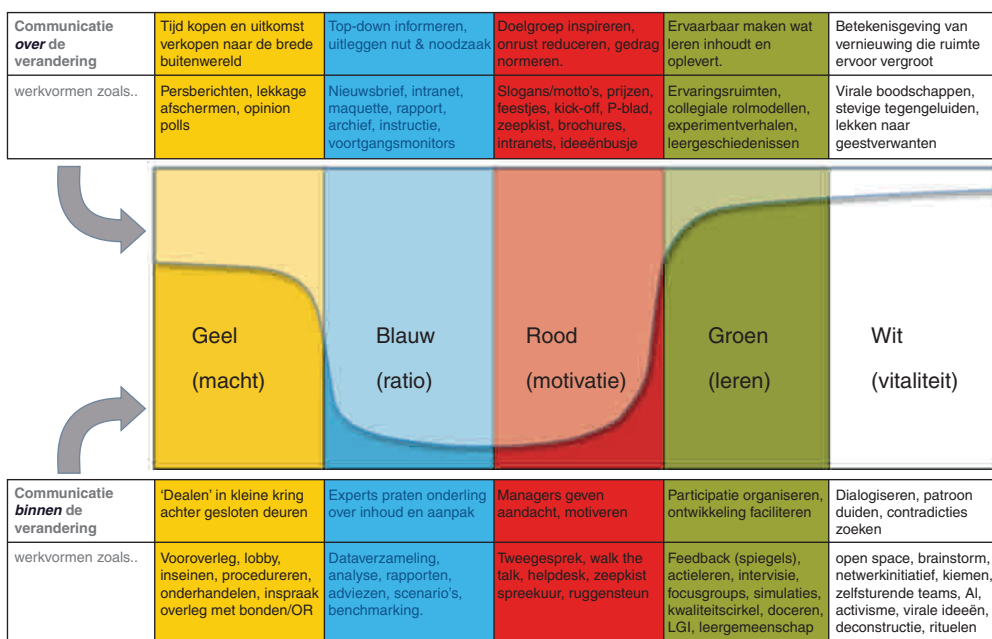 Communicatie
over de
verandering
Tijd kopen en uitkomst
verkopen naar de brede
buitenwereld
Top-down informeren,
uitleggen nut & noodzaak
Doelgroep inspireren,
onrust reduceren, gedrag
normeren.
Ervaarbaar maken wat
leren inhoudt en
oplevert.
Betekenisgeving van
vernieuwing die ruimte
ervoor vergroot
werkvormen zoals..
Persberichten, lekkage
afschermen, opinion
polls
Nieuwsbrief, intranet,
maquette, rapport,
archief, instructie,
voortgangsmonitors
Slogans/motto's, prijzen,
feestjes, kick-off, P-blad,
zeepkist, brochures,
intranets, ideeënbusje
Ervaringsruimten,
collegiale rolmodellen,
experimentverhalen,
leergeschiedenissen
Virale boodschappen,
stevige tegengeluiden,
lekken naar
geestverwanten
Geel
(macht)
Blauw
(ratio)
Rood
(motivatie)
Groen
(leren)
Wit
(vitaliteit)
Communicatie
binnen de
verandering
'Dealen' in kleine kring
achter gesloten deuren
Experts praten onderling
over inhoud en aanpak
Managers geven
aandacht, motiveren
Participatie organiseren,
ontwikkeling faciliteren
Dialogiseren, patroon
duiden, contradicties
zoeken
werkvormen zoals..
Vooroverleg, lobby,
inseinen, procedureren,
onderhandelen, inspraak
overleg met bonden/OR
Dataverzameling,
analyse, rapporten,
adviezen, scenario's,
benchmarking.
Tweegesprek, walk the
talk, helpdesk, zeepkist
spreekuur, ruggensteun
Feedback (spiegels),
actieleren, intervisie,
focusgroups, simulaties,
kwaliteitscirkel, doceren,
LGI, leergemeenschap
open space, brainstorm,
netwerkinitiatief, kiemen,
zelfsturende teams, AI,
activisme, virale ideeën,
deconstructie, rituelen